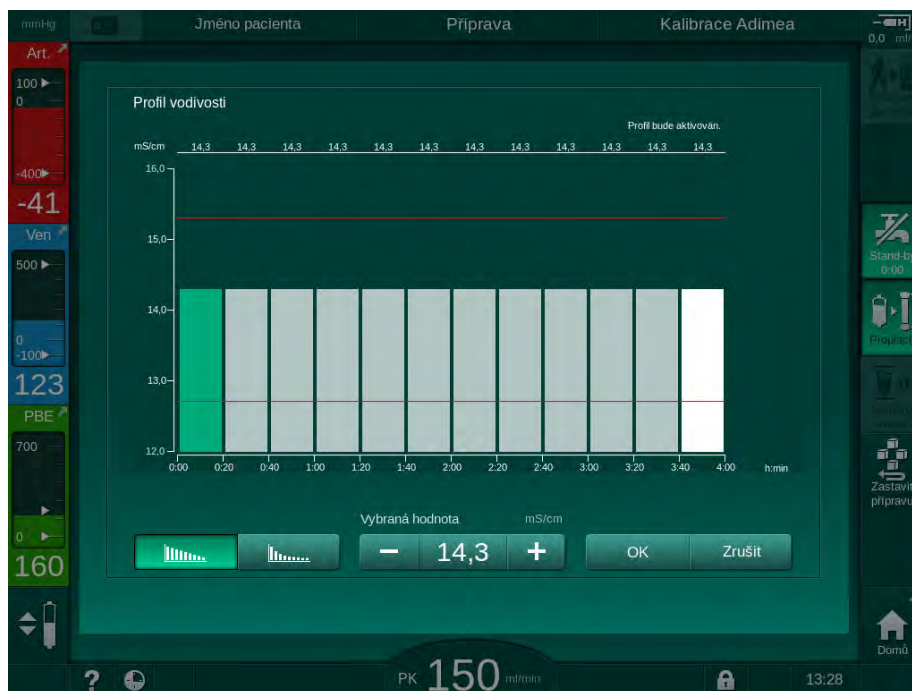 mmHg
Jméno pacienta
Příprava
Kalibrace Adimea
0,0 ml/
Art.
100
0
-400
-41
Ven
500
0
-100
123
PBE
700
0
160
Profil vodivosti
Profil bude aktivován.
mS/cm 14,3 14,3 14,3 14,3 14,3 14,3 14,3 14,3 14,3 14,3 14,3 14,3
16,0
15,0
14,0
13,0
12,0
0:00 0:20 0:40 1:00 1:20 1:40 2:00 2:20 2:40 3:00 3:20 3:40 4:00 h:min
Vybraná hodnota mS/cm
− 14,3 + OK Zrušit
Stand-by
0:00
Zastavit
přípravu
Domů
? PK 150 ml/min 13:28